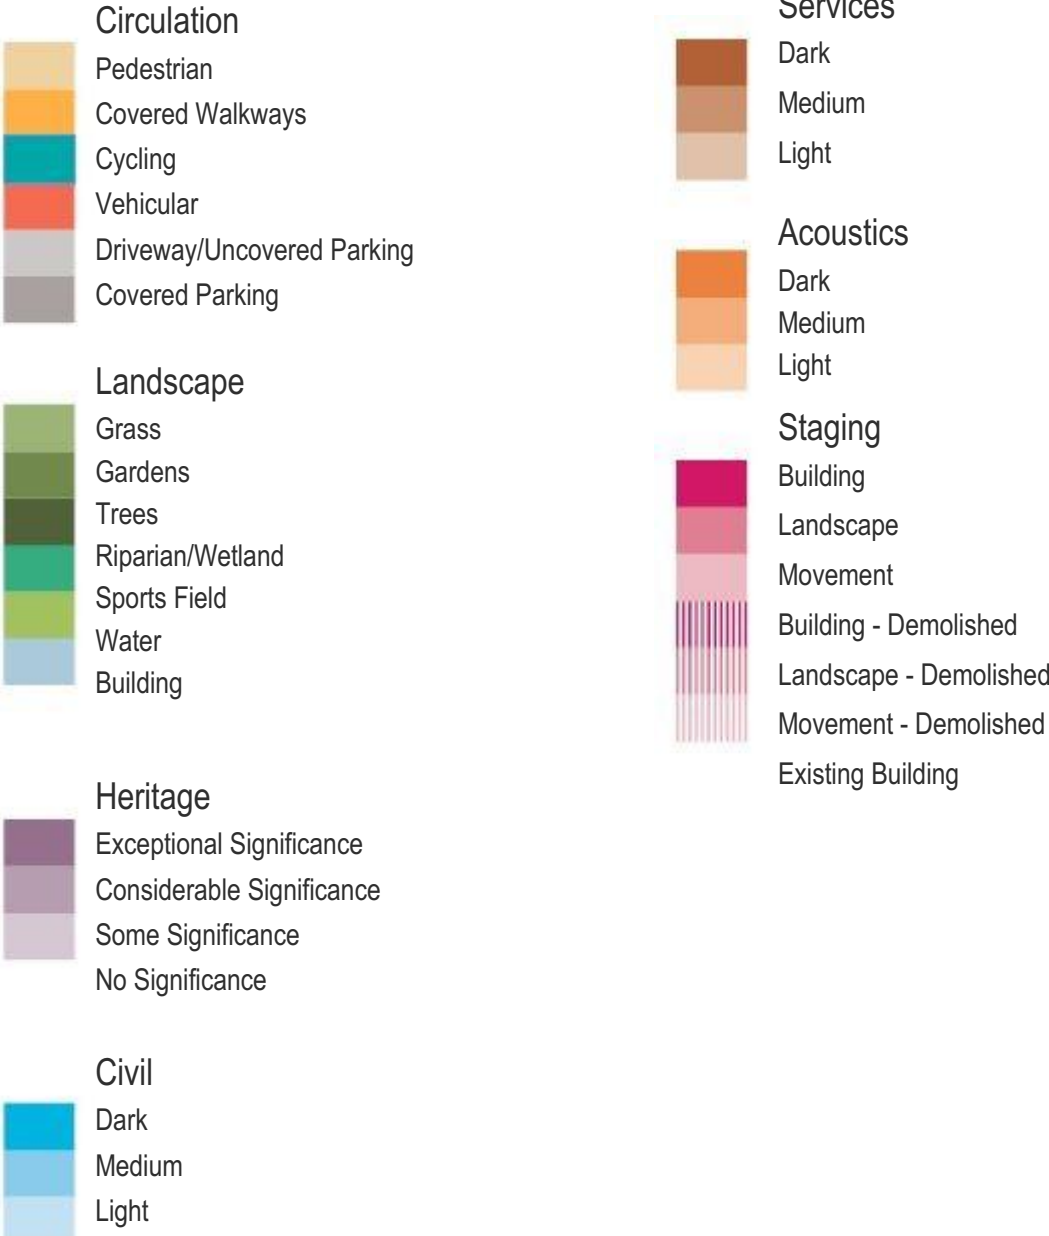 Circulation
Pedestrian
Covered Walkways
Cycling
Vehicular
Driveway/Uncovered Parking
Covered Parking
Landscape
Grass
Gardens
Trees
Riparian/Wetland
Sports Field
Water
Building
Heritage
Exceptional Significance
Considerable Significance
Some Significance
No Significance
Civil
Dark
Medium
Light
Services
Dark
Medium
Light
Acoustics
Dark
Medium
Light
Staging
Building
Landscape
Movement
Building - Demolished
Landscape - Demolished
Movement - Demolished
Existing Building